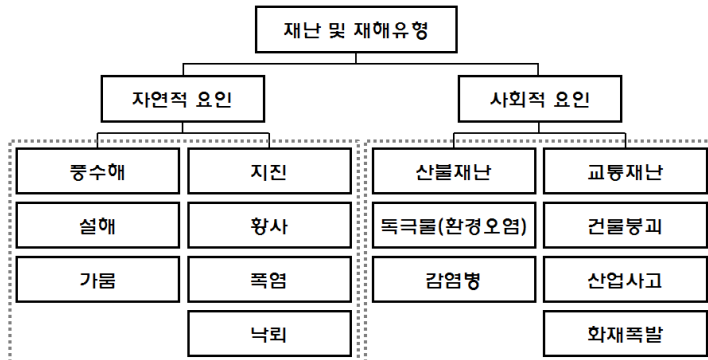 재난 및 재해유형
자연적 요인
사회적 요인
풍수해
지진
산불재난
교통재난
설해
황사
독극물(환경오염)
건물붕괴
가뭄
폭염
감염병
산업사고
낙뢰
화재폭발